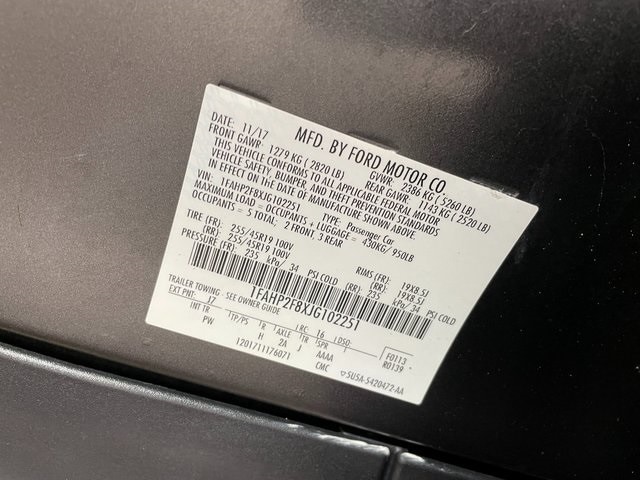 MFD. BY FORD MOTOR CO.
DATE: 11/17 GVWR: 2386 KG (5260 LB)
FRONT GAWR: 1279 KG (2820 LB) REAR GAWR: 1143 KG (2520 LB)
THIS VEHICLE CONFORMS TO ALL APPLICABLE FEDERAL MOTOR
VEHICLE SAFETY, BUMPER, AND THEFT PREVENTION STANDARDS
IN EFFECT ON THE DATE OF MANUFACTURE SHOWN ABOVE.
VIN: 1FAHP2F8XJG102251 TYPE: Passenger Car
MAXIMUM LOAD = OCCUPANTS + LUGGAGE = 430KG/ 950LB
OCCUPANTS = 5 TOTAL; 2 FRONT, 3 REAR
TIRE (FR): 255/45R19 100V RIMS (FR): 19X8.5J
(RR): 255/45R19 100V (RR): 19X8.5J
PRESSURE (FR): 235 kPa/ 34 PSI COLD (RR): 235 kPa/ 34 PSI COLD
1FAHP2F8XJG102251
TRAILER TOWING - SEE OWNER GUIDE
EXT PNT: J7 RC: 16 DSO: F0113
INT TR TP/PS R AXLE TR SPR R0139
PW H 2A J AAAA
1201711176071 CMC 5U5A-5420472-AA